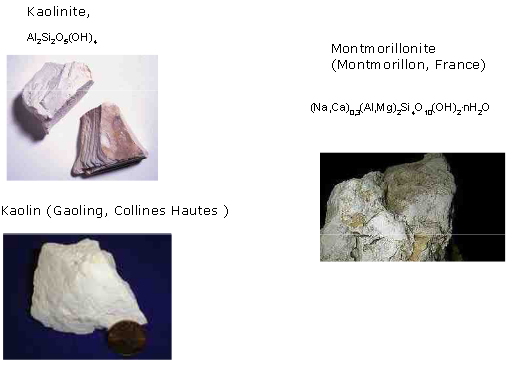 Kaolinite,
Al₂Si₂O₅(OH)₄
Kaolin (Gaoling, Collines Hautes )
Montmorillonite
(Montmorillon, France)
(Na,Ca)₀,₃(Al,Mg)₂Si₄O₁₀(OH)₂·nH₂O